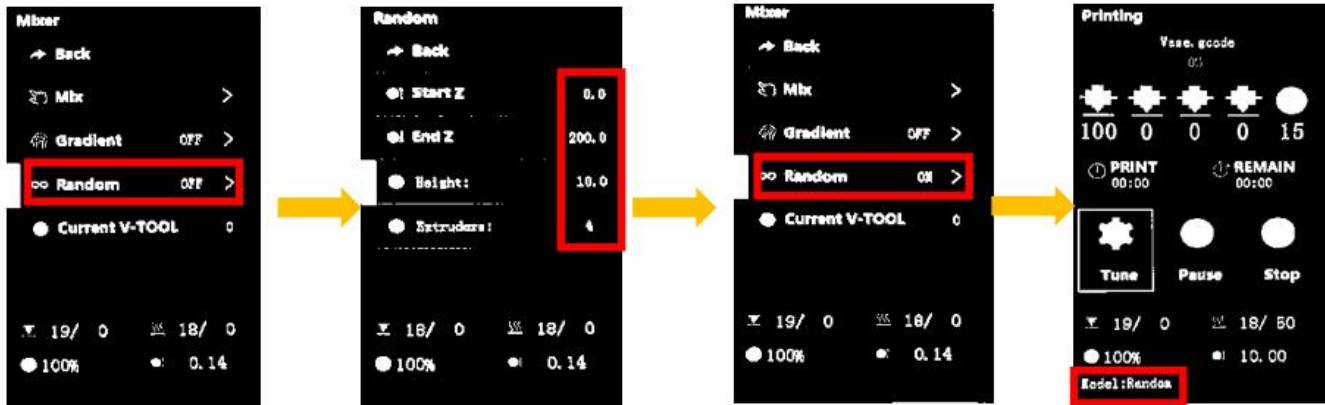 Mixer
Back
Mix >
Gradient OFF >
Random OFF >
Current V-TOOL 0
19/ 0 18/ 0
100% 0.14
Random
Back
Start Z 0.0
End Z 200.0
Height: 10.0
Extruders: 4
18/ 0 18/ 0
100% 0.14
Mixer
Back
Mix >
Gradient OFF >
Random ON >
Current V-TOOL 0
19/ 0 18/ 0
100% 0.14
Printing
Vase.gcode
0%
100 0 0 0 15
PRINT REMAIN
00:00 00:00
Tune Pause Stop
19/ 0 18/ 50
100% 10.00
Model:Random